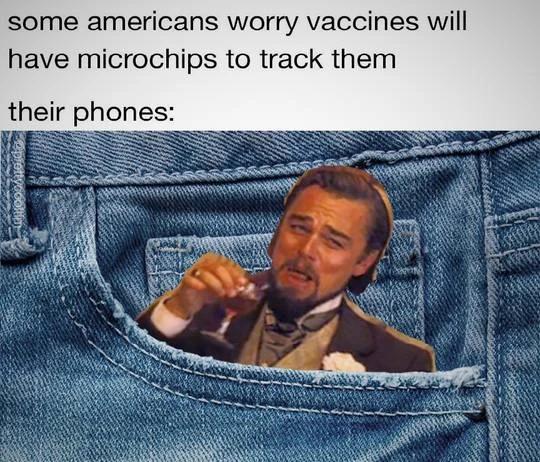 some americans worry vaccines will
have microchips to track them
their phones: